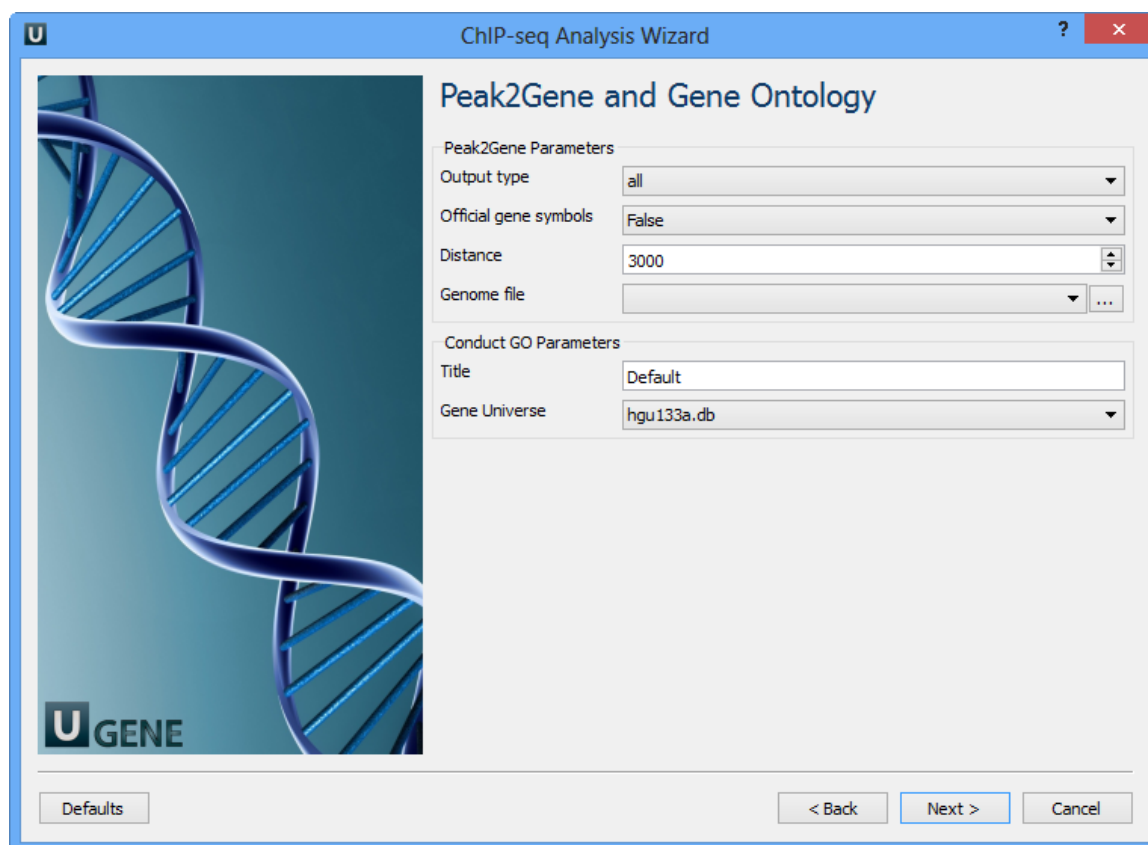 U
ChIP-seq Analysis Wizard
?
Peak2Gene and Gene Ontology
Peak2Gene Parameters
Output type
all
Official gene symbols
False
Distance
3000
Genome file
...
Conduct GO Parameters
Title
Default
Gene Universe
hgu133a.db
U GENE
Defaults
< Back
Next >
Cancel